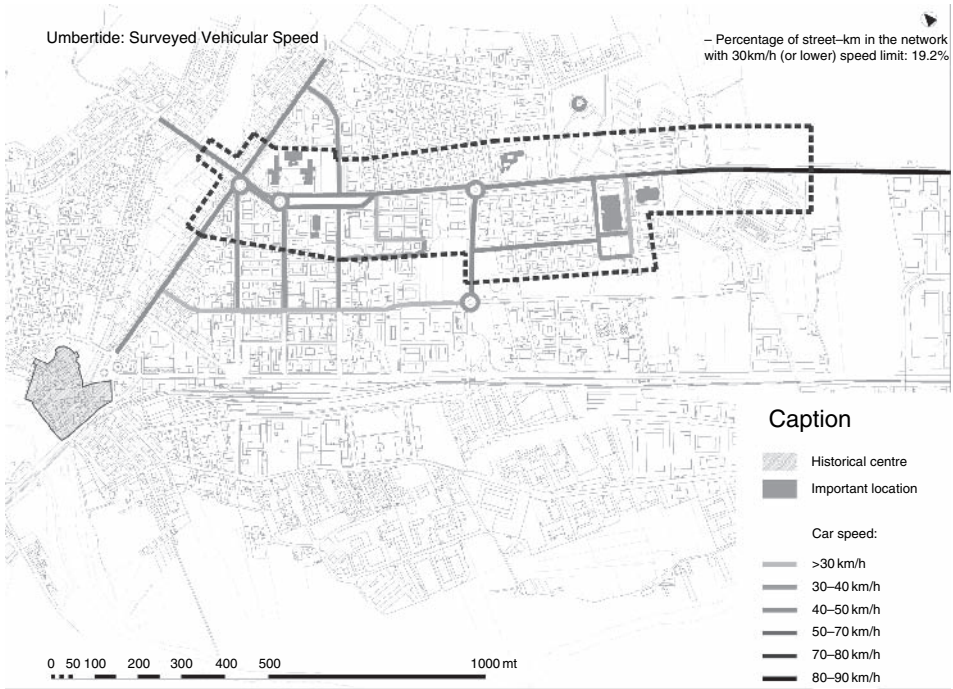 Umbertide: Surveyed Vehicular Speed
– Percentage of street–km in the network
with 30km/h (or lower) speed limit: 19.2%
Caption
Historical centre
Important location
Car speed:
>30 km/h
30–40 km/h
40–50 km/h
50–70 km/h
70–80 km/h
80–90 km/h
0 50 100 200 300 400 500 1000 mt